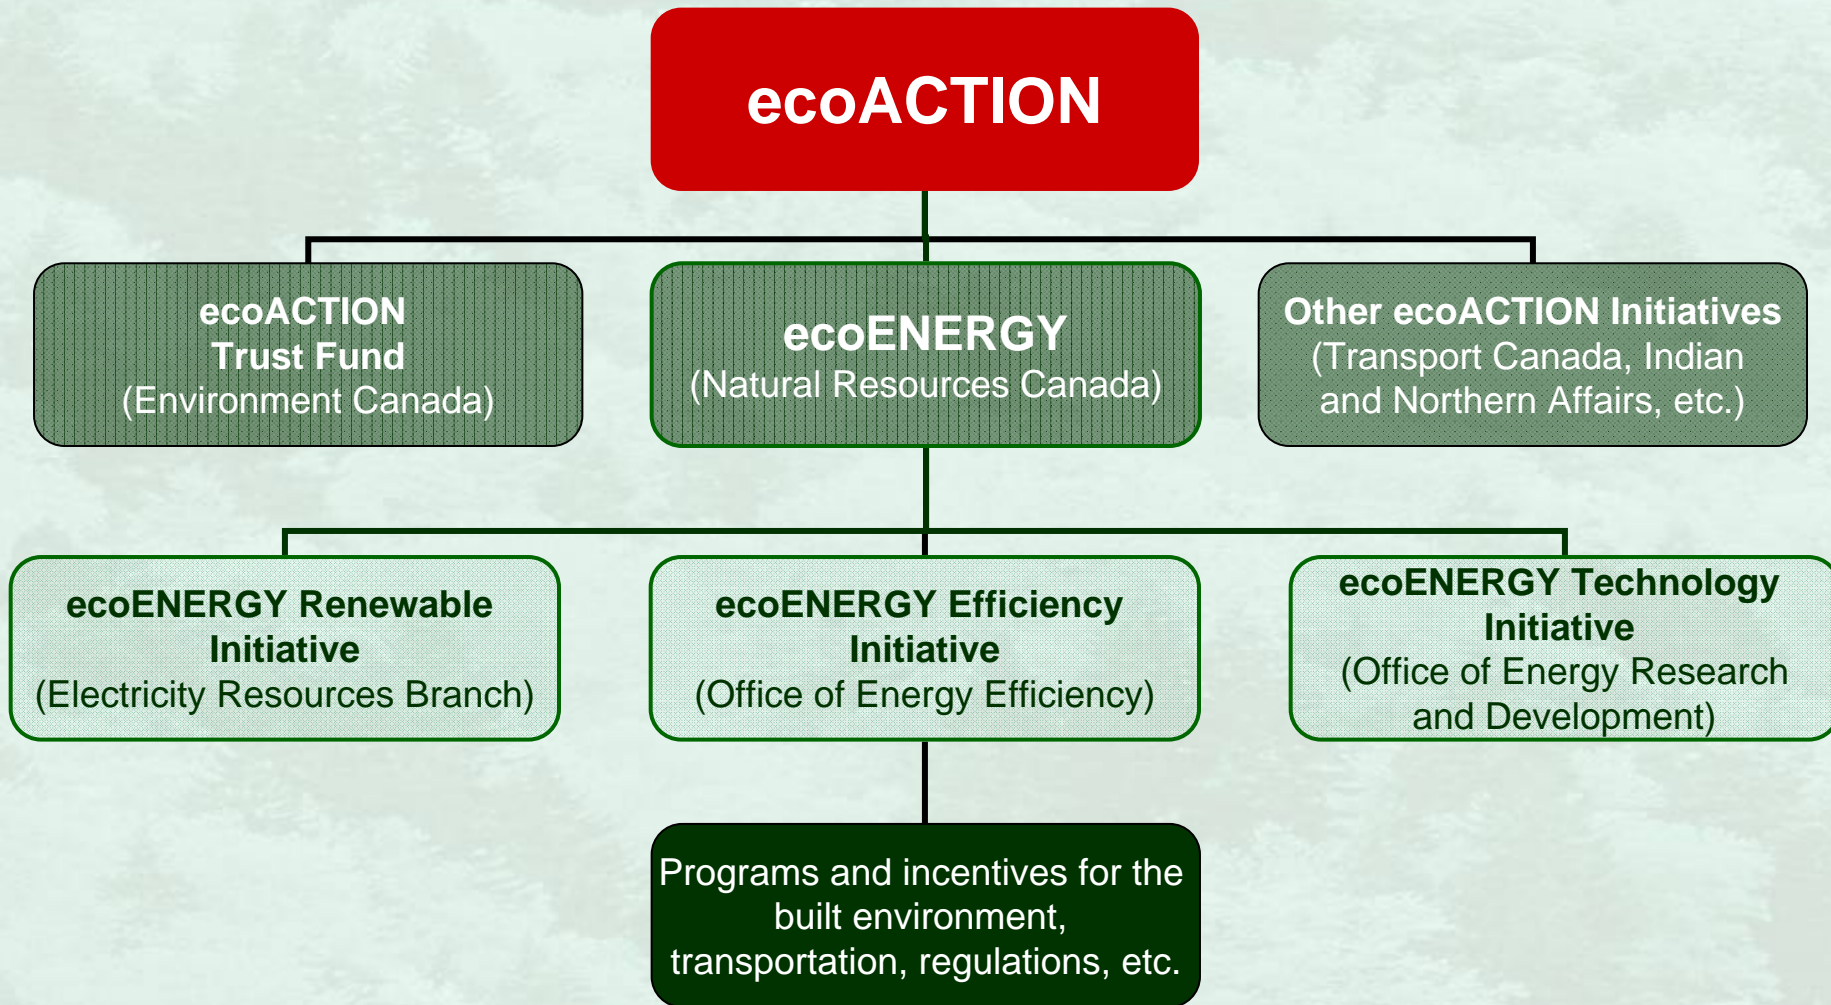 ecoACTION
ecoACTION
Trust Fund
(Environment Canada)
ecoENERGY
(Natural Resources Canada)
Other ecoACTION Initiatives
(Transport Canada, Indian
and Northern Affairs, etc.)
ecoENERGY Renewable
Initiative
(Electricity Resources Branch)
ecoENERGY Efficiency
Initiative
(Office of Energy Efficiency)
ecoENERGY Technology
Initiative
(Office of Energy Research
and Development)
Programs and incentives for the
built environment,
transportation, regulations, etc.